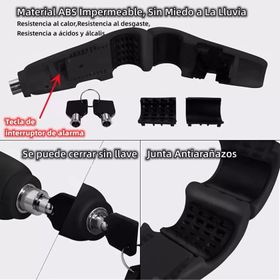 Material ABS Impermeable, Sin Miedo a La Lluvia
Resistencia al calor,Resistencia al desgaste,
Resistencia a ácidos y álcalis
Tecla de
interruptor de alarma
Se puede cerrar sin llave
Junta Antiarañazos